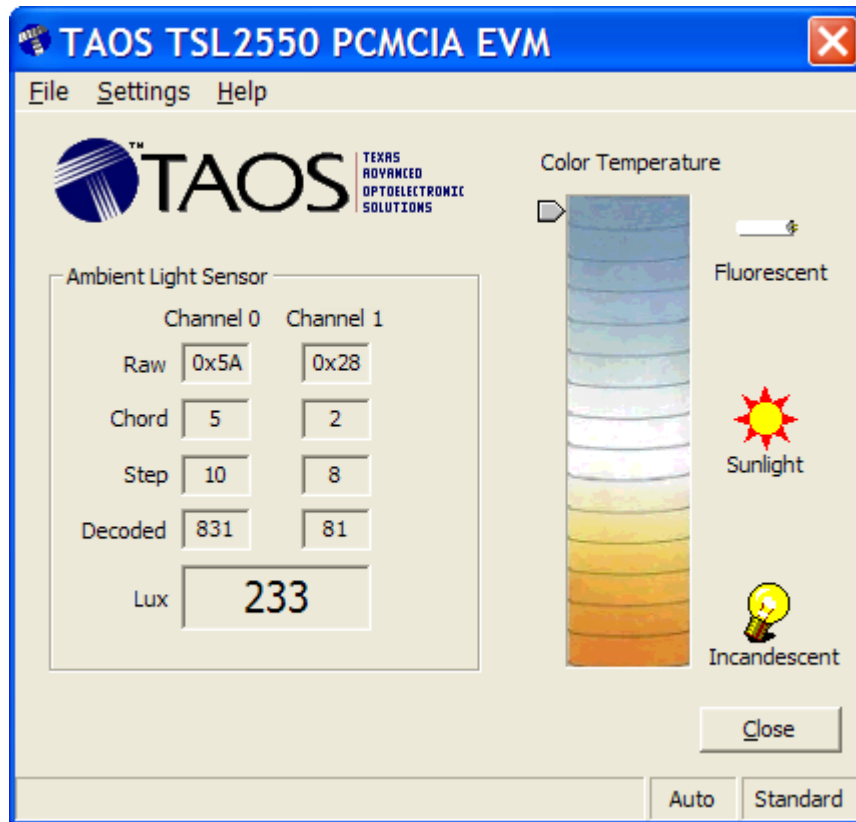 TAOS TSL2550 PCMCIA EVM
File Settings Help
TM
TAOS
TEXAS
ADVANCED
OPTOELECTRONIC
SOLUTIONS
Color Temperature
Fluorescent
Sunlight
Incandescent
Ambient Light Sensor
Channel 0 Channel 1
Raw 0x5A 0x28
Chord 5 2
Step 10 8
Decoded 831 81
Lux 233
Close
Auto Standard